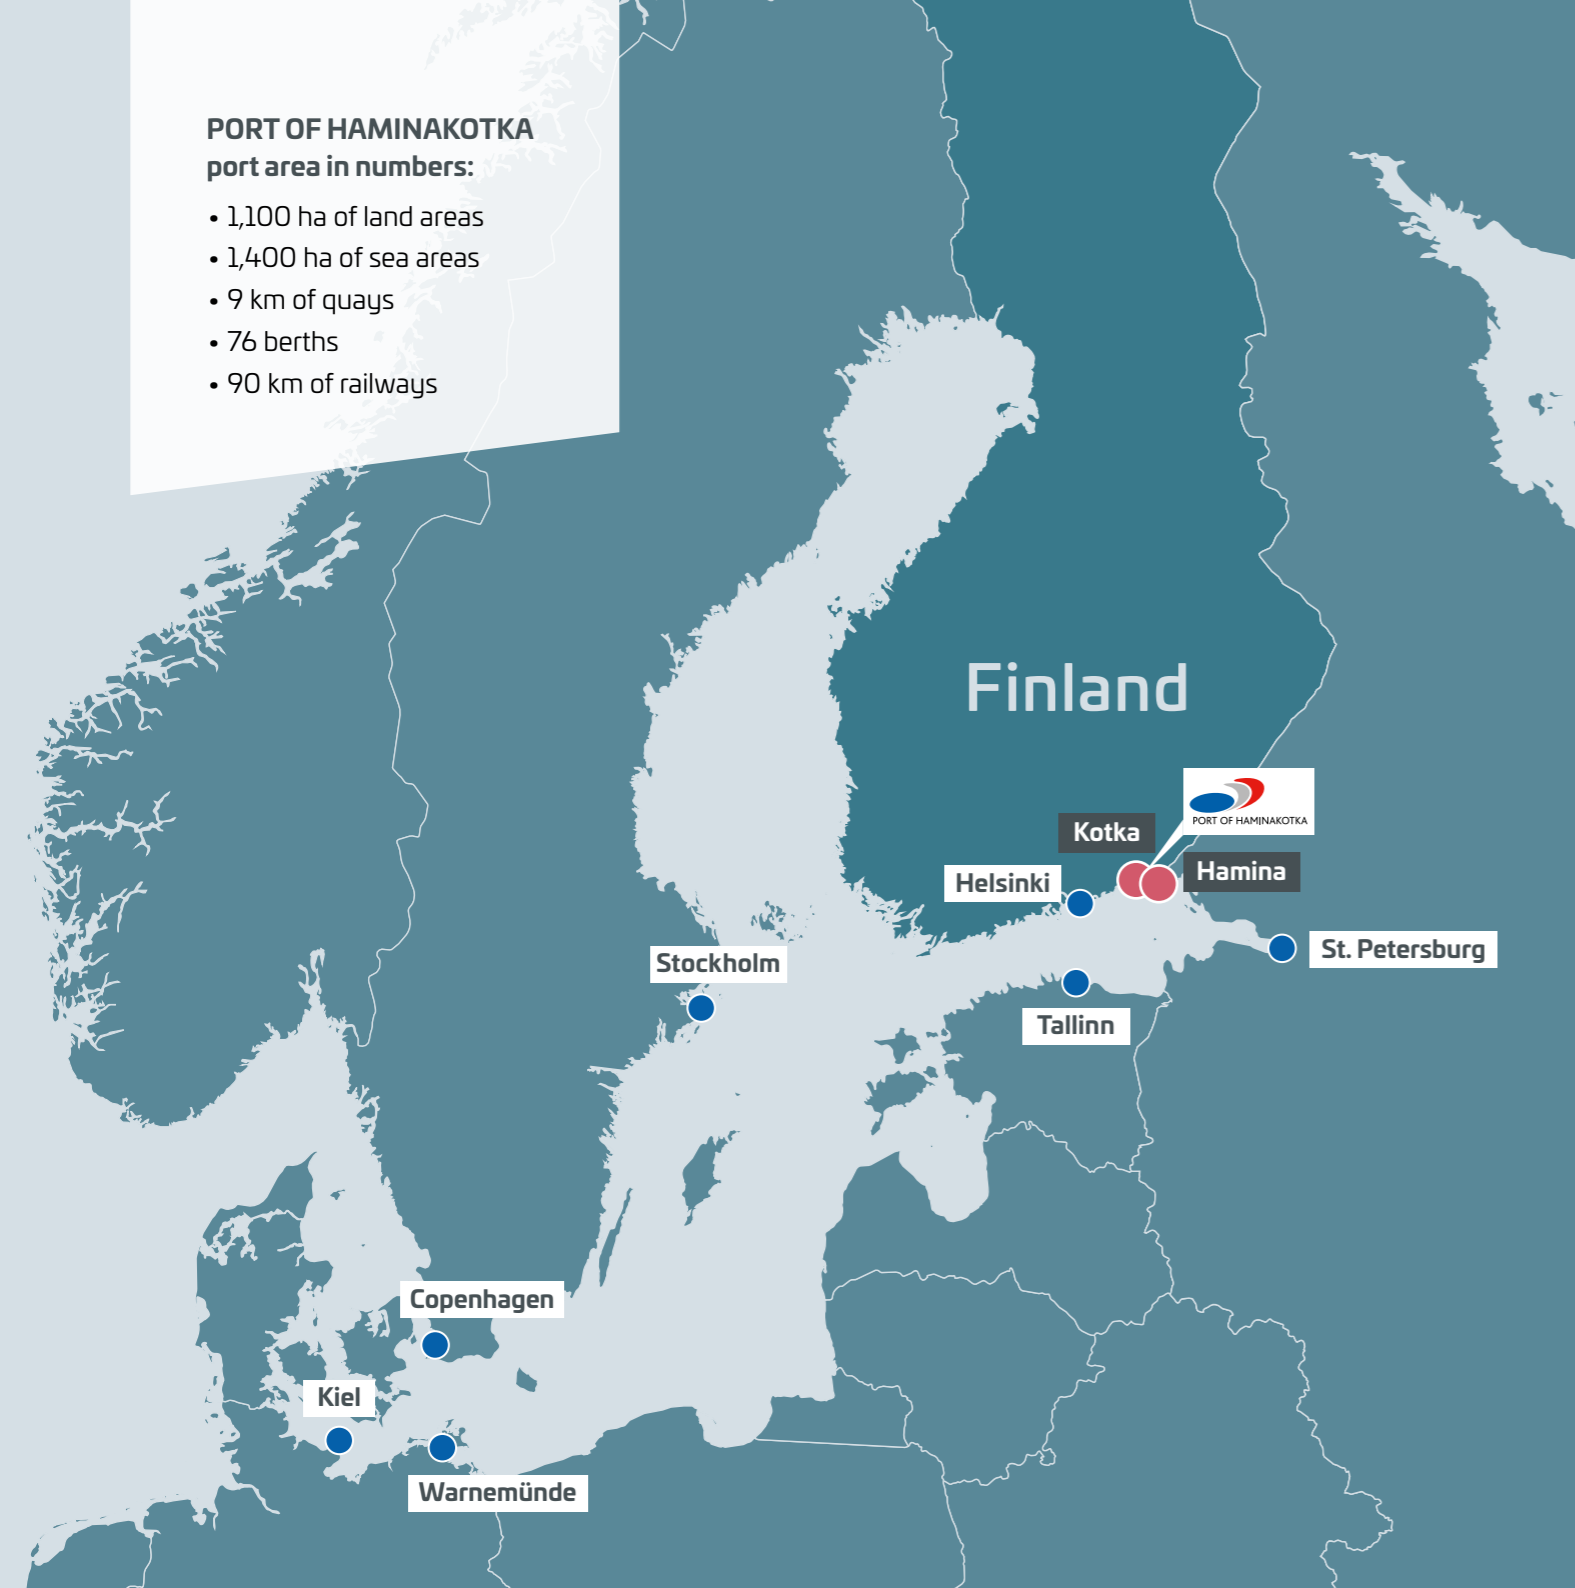 PORT OF HAMINAKOTKA
port area in numbers:
• 1,100 ha of land areas
• 1,400 ha of sea areas
• 9 km of quays
• 76 berths
• 90 km of railways
Finland
PORT OF HAMINAKOTKA
Kotka
Hamina
Helsinki
St. Petersburg
Stockholm
Tallinn
Copenhagen
Kiel
Warnemünde